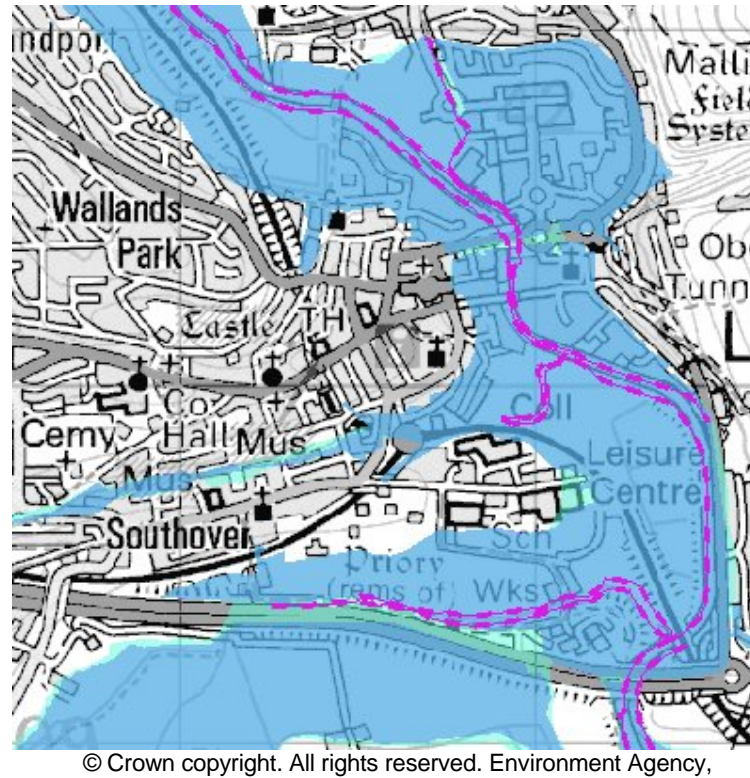 ndport
Malli
Fiel
Syste
Wallands
Park
Ob
Tunn
Castle
TH
L
Co
Hall
Mus
Cemy
Coll
Mus
Leisure
Centre
Southover
Sch
Priory
(rems of)
Wks
© Crown copyright. All rights reserved. Environment Agency,